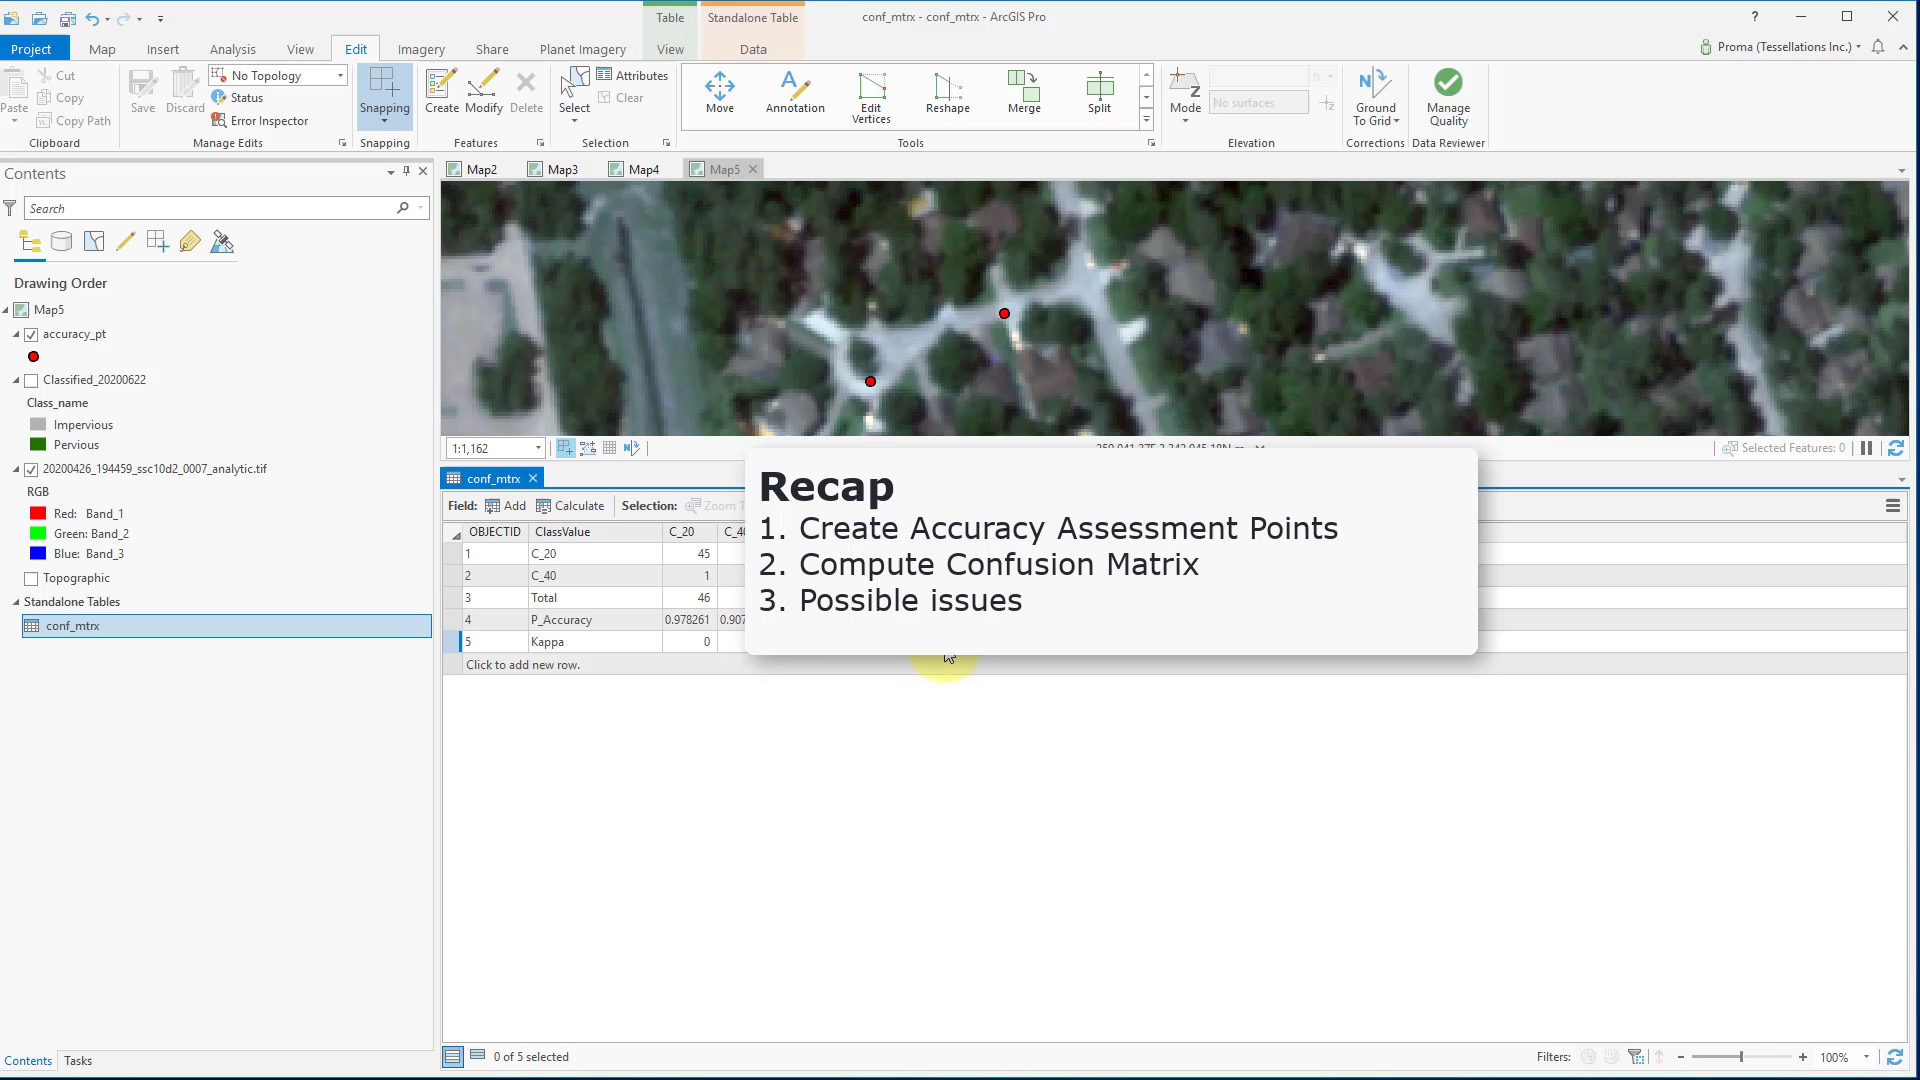 Table
Standalone Table
conf_mtrx - conf_mtrx - ArcGIS Pro
?
Project
Map
Insert
Analysis
View
Edit
Imagery
Share
Planet Imagery
View
Data
Proma (Tessellations Inc.)
Paste
Cut
Copy
Copy Path
Clipboard
Save
Discard
No Topology
Status
Error Inspector
Manage Edits
Snapping
Snapping
Create
Modify
Delete
Features
Select
Attributes
Clear
Selection
Move
Annotation
Edit
Vertices
Reshape
Merge
Split
Tools
Mode
ft
No surfaces
Elevation
Ground
To Grid
Corrections
Manage
Quality
Data Reviewer
Contents
Search
Drawing Order
Map5
accuracy_pt
Classified_20200622
Class_name
Impervious
Pervious
20200426_194459_ssc10d2_0007_analytic.tif
RGB
Red: Band_1
Green: Band_2
Blue: Band_3
Topographic
Standalone Tables
conf_mtrx
Contents
Tasks
Map2
Map3
Map4
Map5
1:1,162
Selected Features: 0
conf_mtrx
Field: Add Calculate Selection: Zoom
OBJECTID ClassValue C_20
1 C_20 45
2 C_40 1
3 Total 46
4 P_Accuracy 0.978261
5 Kappa 0
Click to add new row.
Recap
1. Create Accuracy Assessment Points
2. Compute Confusion Matrix
3. Possible issues
0 of 5 selected
Filters:
100%